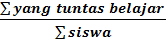 ∑ yang tuntas belajar
∑ siswa